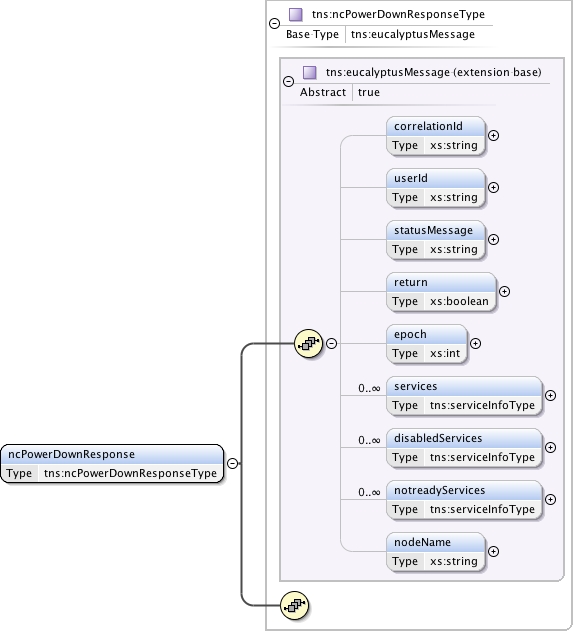 tns:ncPowerDownResponseType
Base Type tns:eucalyptusMessage
tns:eucalyptusMessage (extension base)
Abstract true
correlationId
Type xs:string
userId
Type xs:string
statusMessage
Type xs:string
return
Type xs:boolean
epoch
Type xs:int
0..∞ services
Type tns:serviceInfoType
0..∞ disabledServices
Type tns:serviceInfoType
0..∞ notreadyServices
Type tns:serviceInfoType
nodeName
Type xs:string
ncPowerDownResponse
Type tns:ncPowerDownResponseType